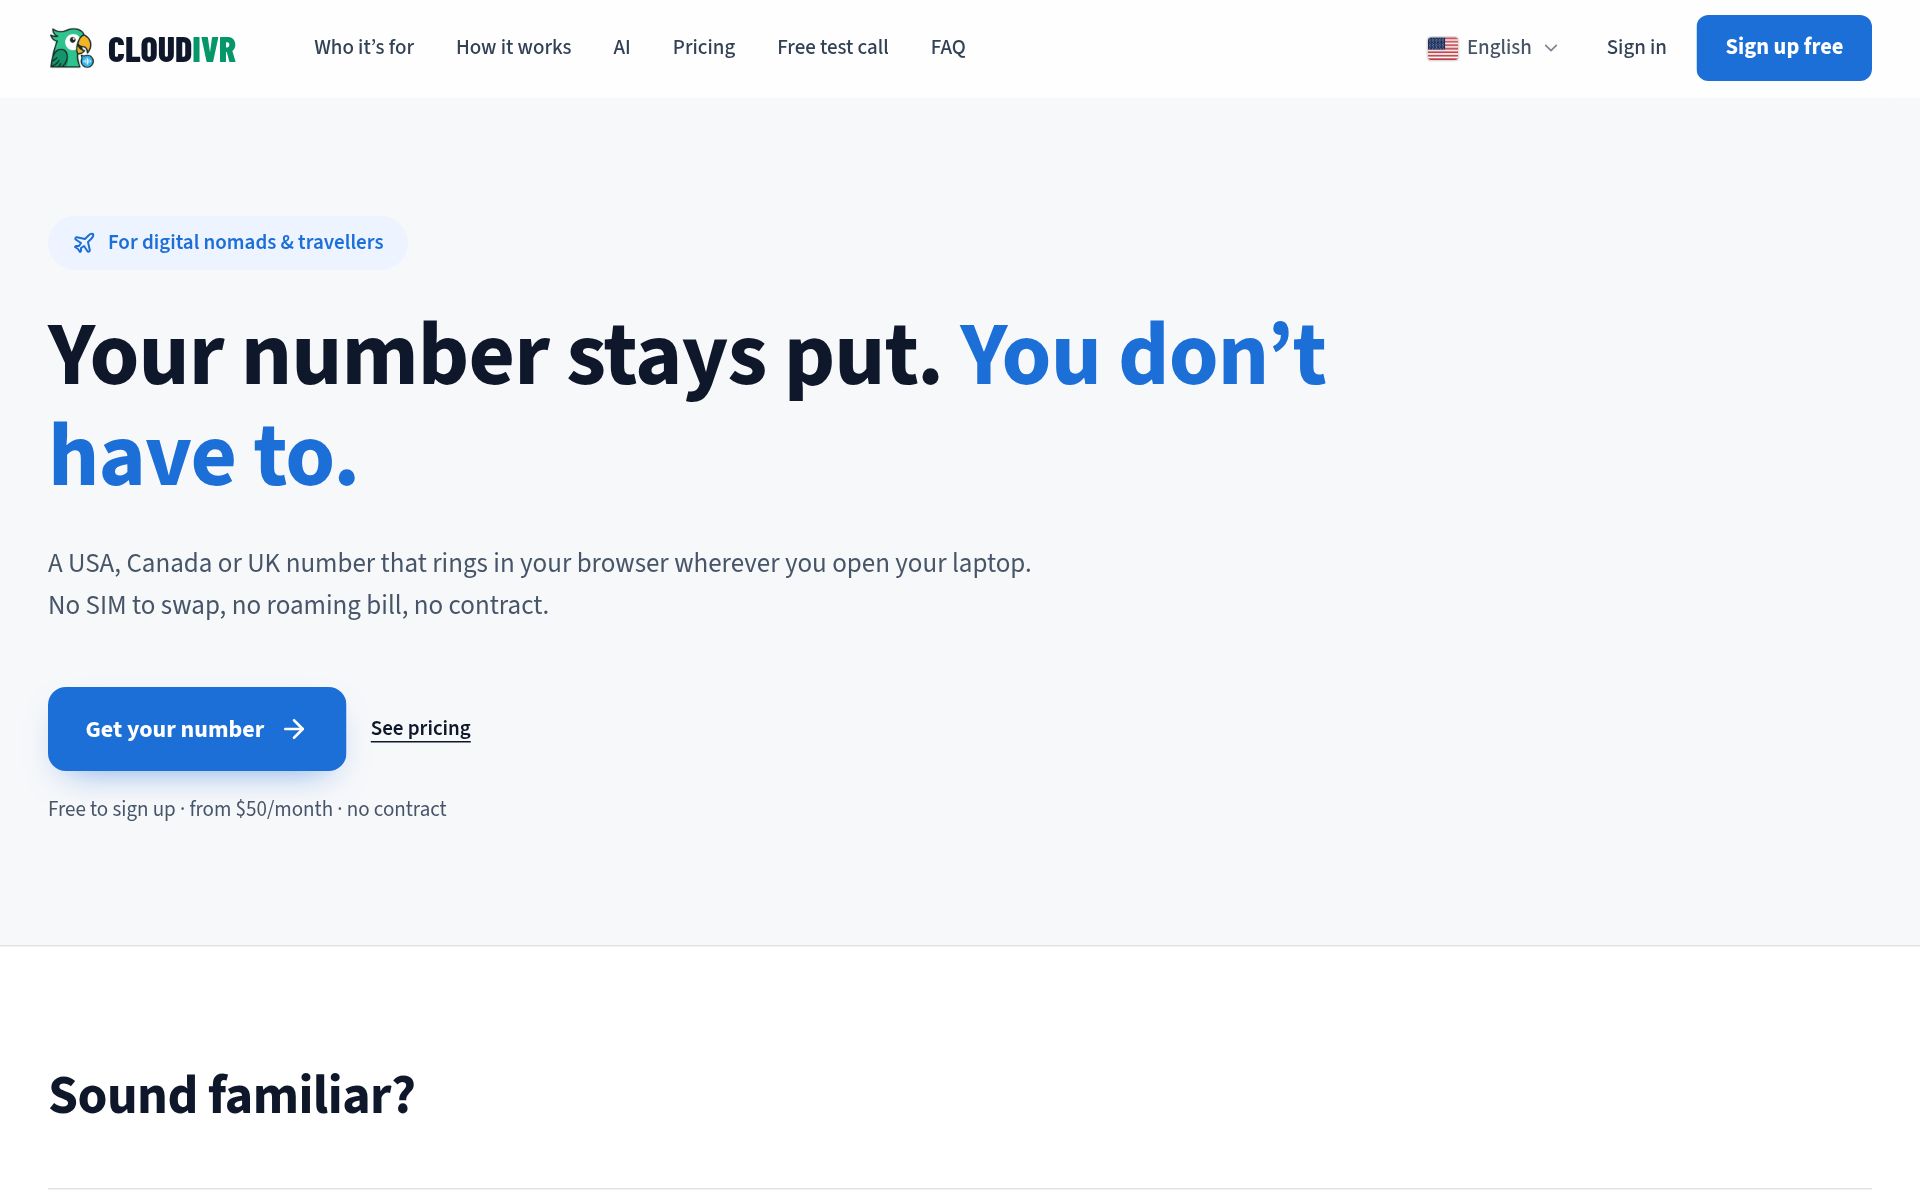 CLOUDIVR
Who it’s for
How it works
AI
Pricing
Free test call
FAQ
English
Sign in
Sign up free
For digital nomads & travellers
Your number stays put. You don’t
have to.
A USA, Canada or UK number that rings in your browser wherever you open your laptop.
No SIM to swap, no roaming bill, no contract.
Get your number
See pricing
Free to sign up · from $50/month · no contract
Sound familiar?